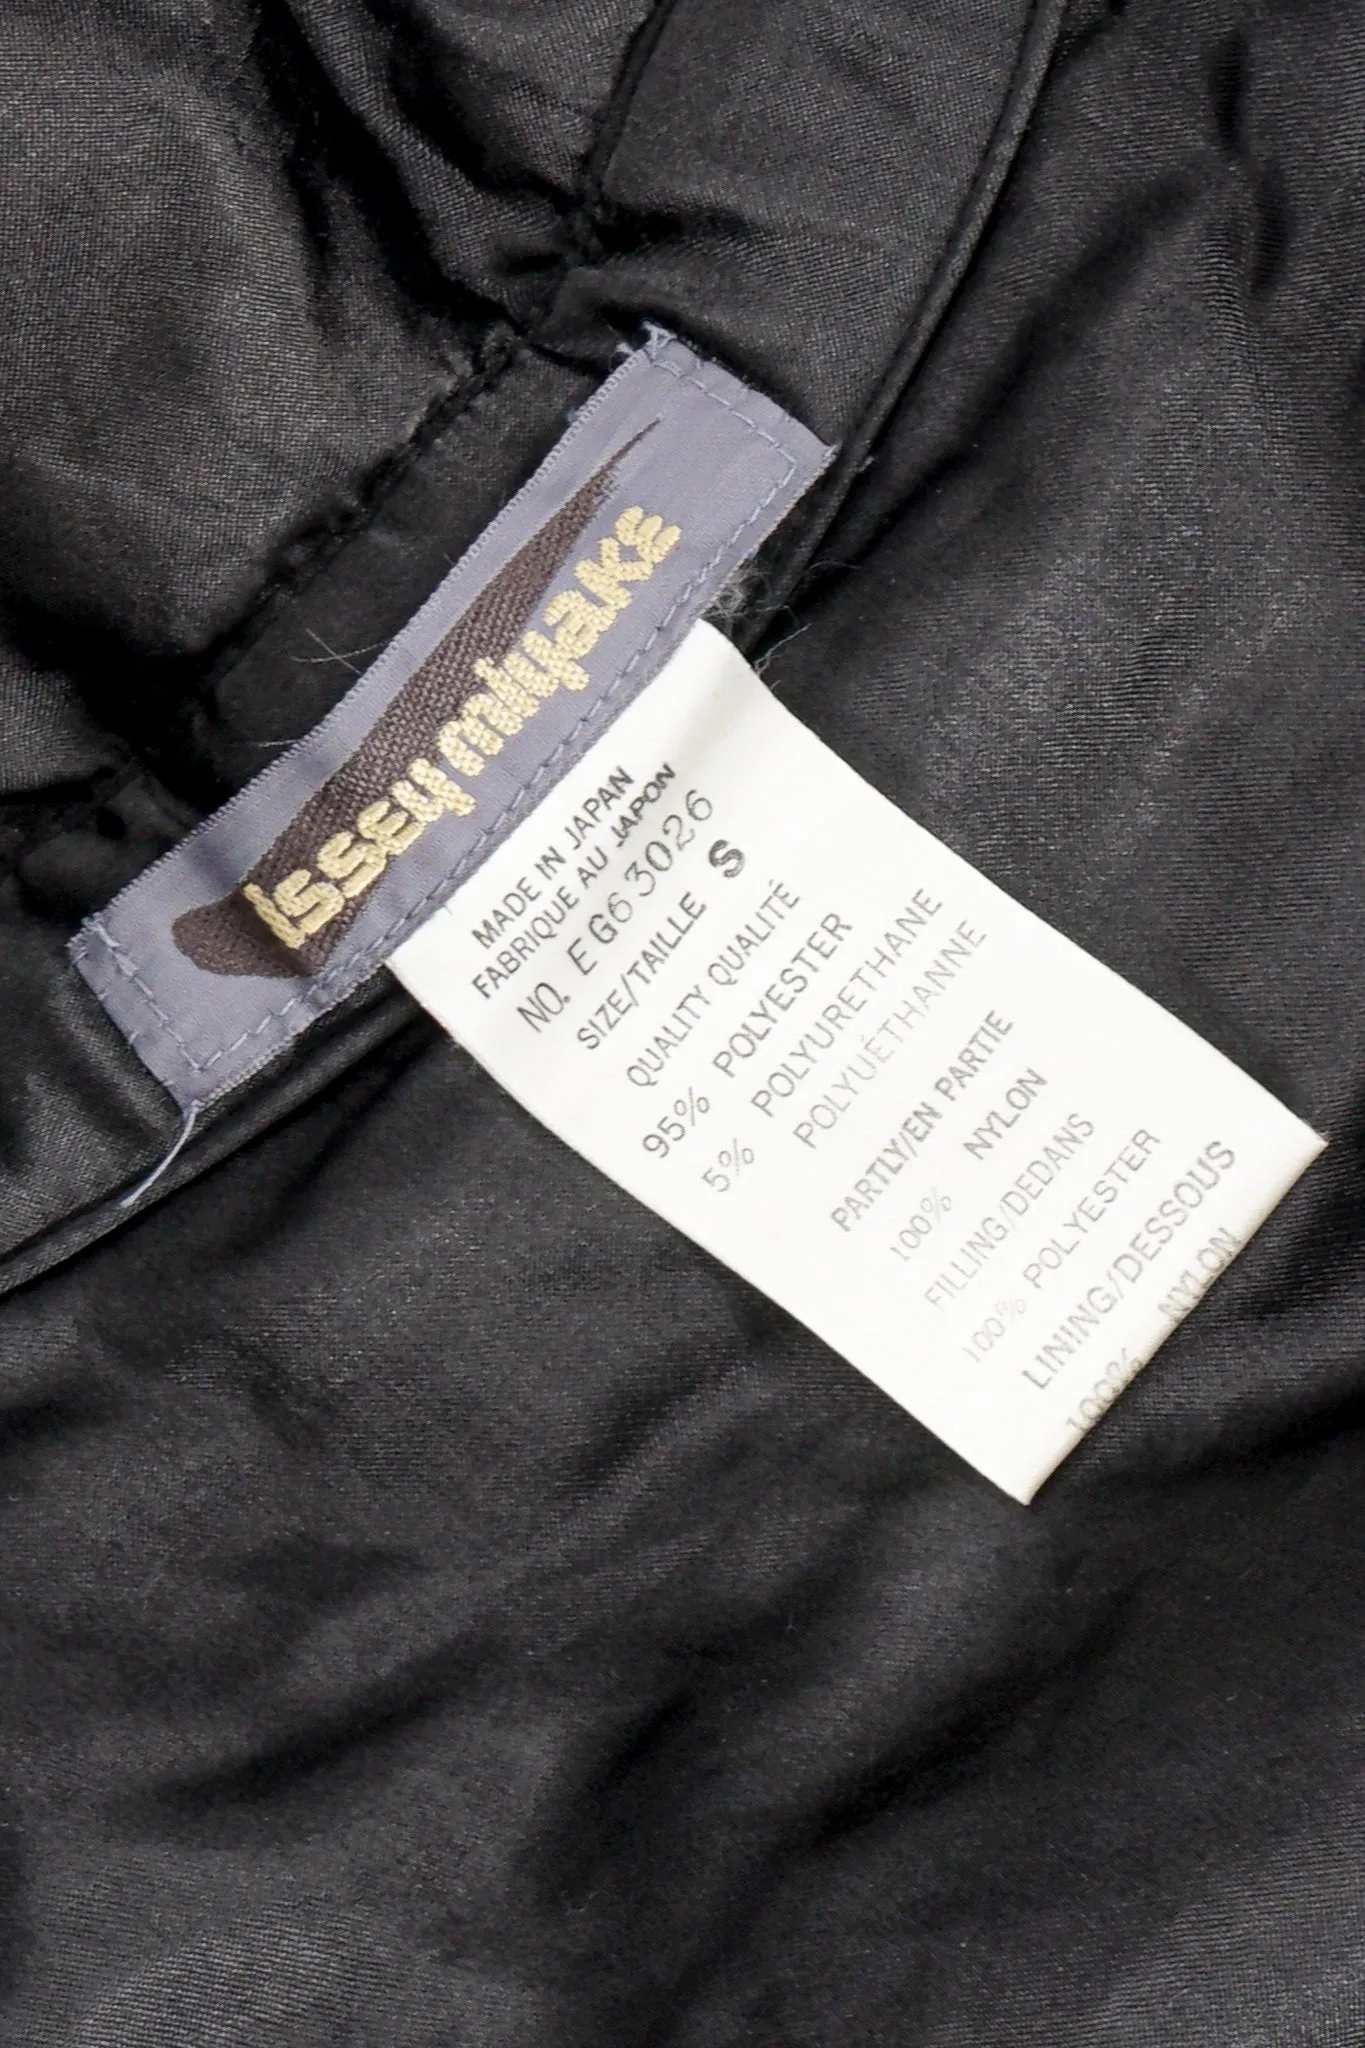 Issey miyake
MADE IN JAPAN
FABRIQUE AU JAPON
NO. EG63026
SIZE/TAILLE S
QUALITY QUALITÉ
95% POLYESTER
5% POLYURETHANE
POLYUÉTHANNE
PARTLY/EN PARTIE
100% NYLON
FILLING/DEDANS
100% POLYESTER
LINING/DESSOUS
100% NYLON